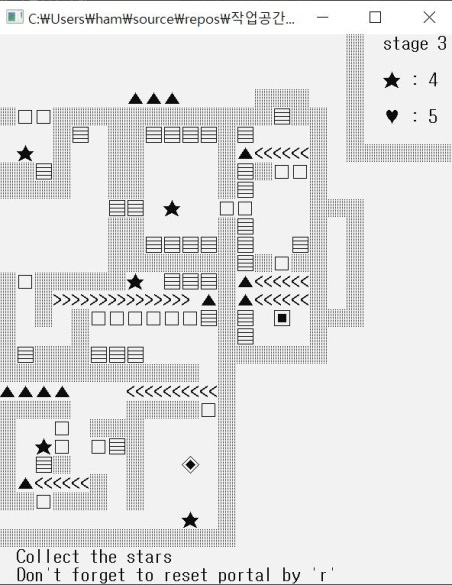 C:₩Users₩ham₩source₩repos₩작업공간...
stage 3
★ : 4
♥ : 5
Collect the stars
Don't forget to reset portal by 'r'